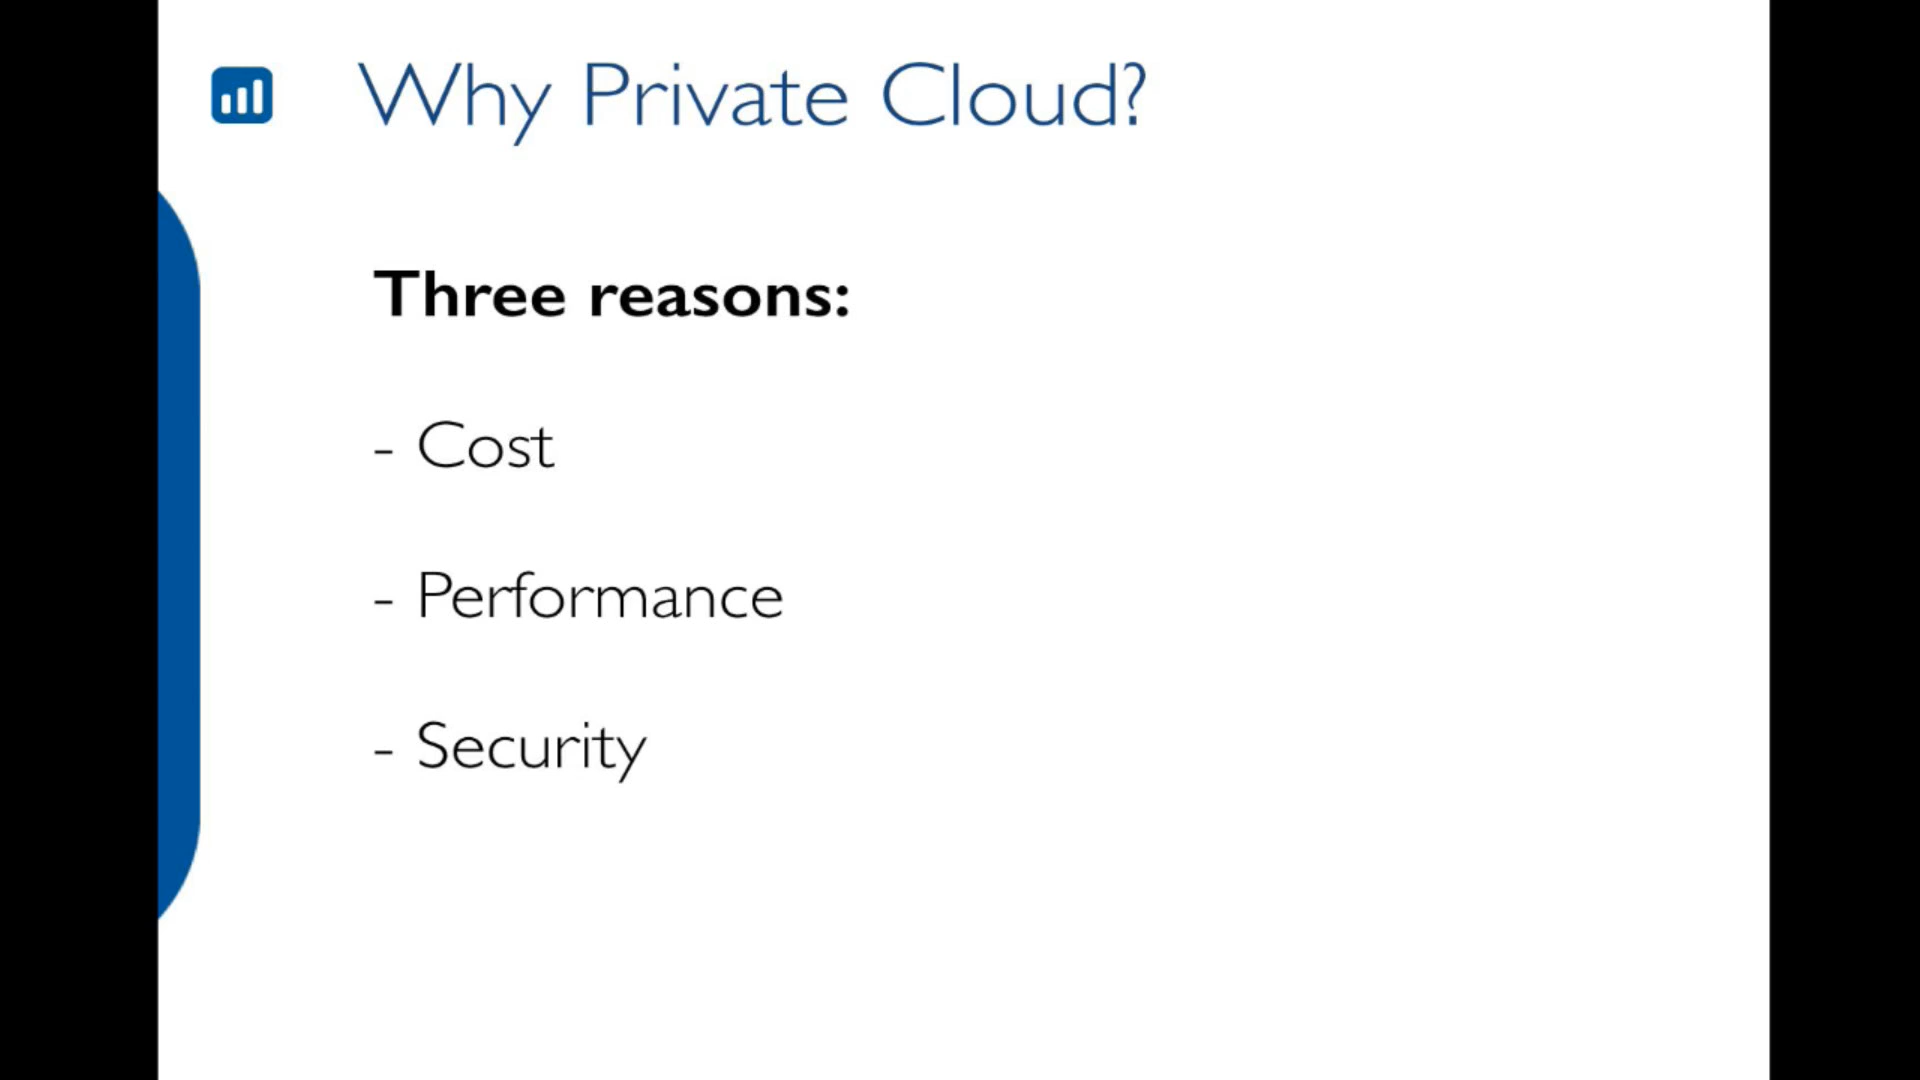 Why Private Cloud?
Three reasons:
- Cost
- Performance
- Security